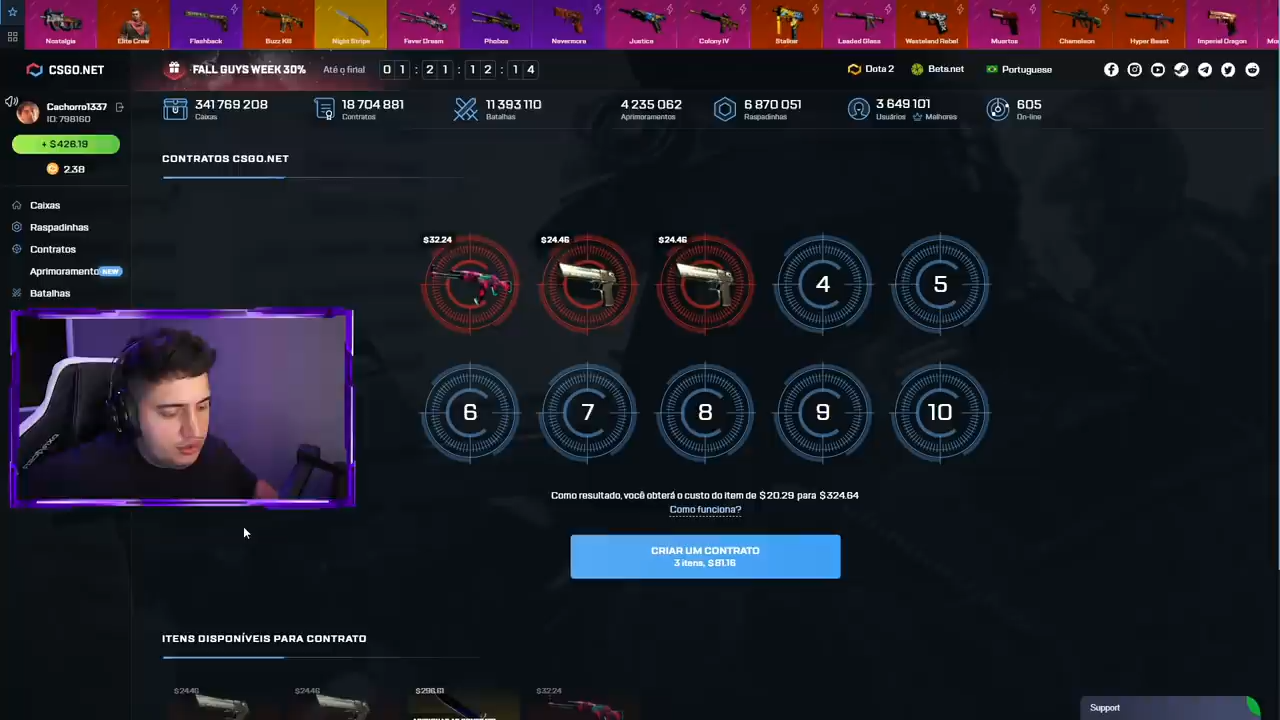 Nostalgia
Elite Crew
Flashback
Buzz Kill
Night Stripe
Fever Dream
Phobos
Nevermore
Justice
Colony IV
Stalker
Leaded Glass
Wasteland Rebel
Muertos
Chameleon
Hyper Beast
Imperial Dragon
CSGO.NET
FALL GUYS WEEK 30%
Até o final
0 1 : 2 1 : 1 2 : 1 4
Dota 2
Bets.net
Portuguese
Cachorro1337
ID: 798160
+ $426.19
2.38
341 769 208
Caixas
18 704 881
Contratos
11 393 110
Batalhas
4 235 062
Aprimoramentos
6 870 051
Raspadinhas
3 649 101
Usuários
Melhores
605
On-line
Caixas
Raspadinhas
Contratos
Aprimoramento NEW
Batalhas
CONTRATOS CSGO.NET
$32.24
$24.46
$24.46
4
5
6
7
8
9
10
Como resultado, você obterá o custo do item de $20.29 para $324.64
Como funciona?
CRIAR UM CONTRATO
3 itens, $81.16
ITENS DISPONÍVEIS PARA CONTRATO
$24.46
$24.46
$32.24
Support